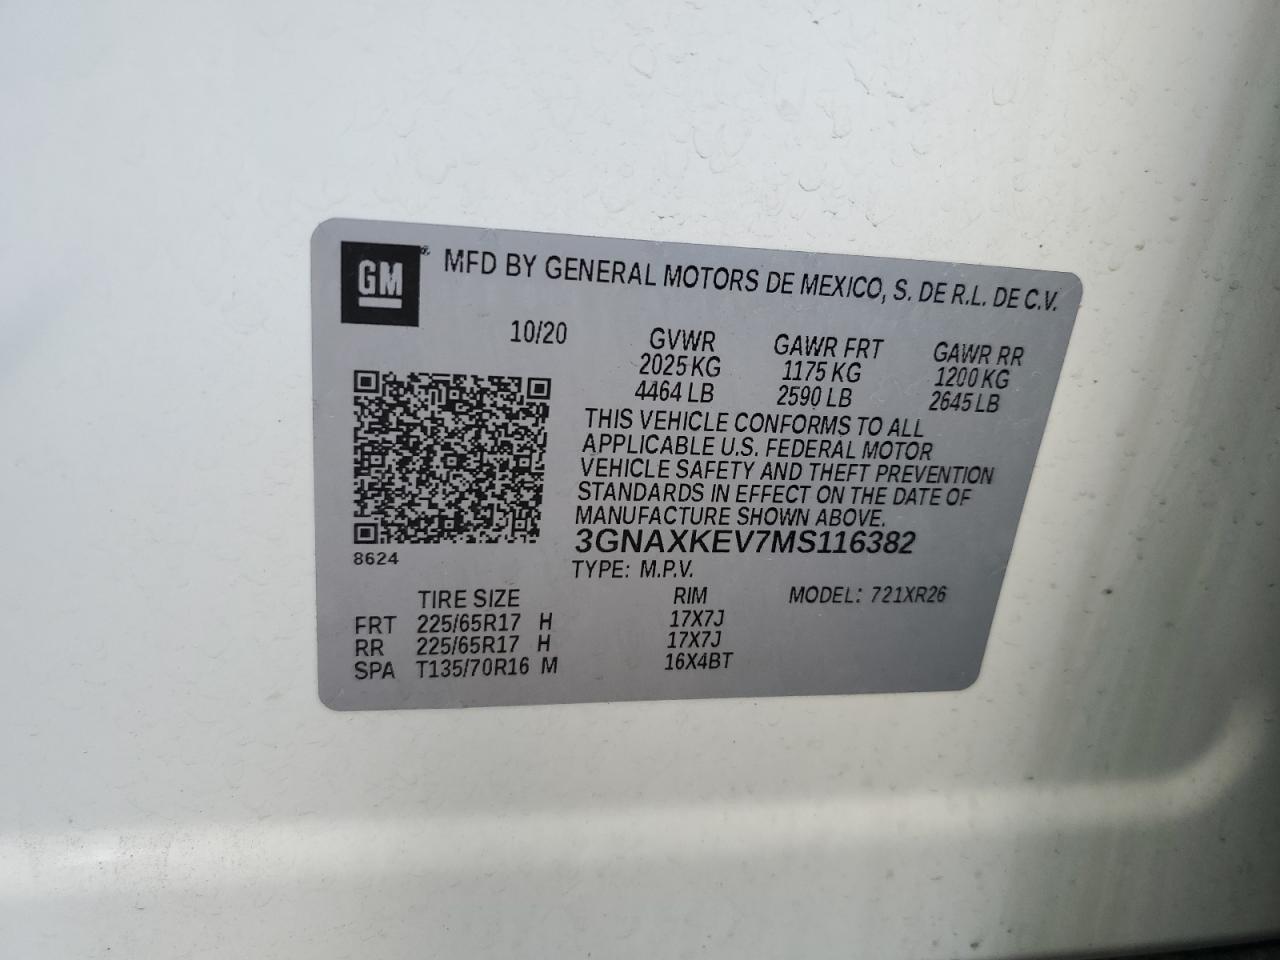 GM® MFD BY GENERAL MOTORS DE MEXICO, S. DE R.L. DE C.V.
10/20 GVWR GAWR FRT GAWR RR
2025 KG 1175 KG 1200 KG
4464 LB 2590 LB 2645 LB
THIS VEHICLE CONFORMS TO ALL
APPLICABLE U.S. FEDERAL MOTOR
VEHICLE SAFETY AND THEFT PREVENTION
STANDARDS IN EFFECT ON THE DATE OF
MANUFACTURE SHOWN ABOVE.
3GNAXKEV7MS116382
8624
TYPE: M.P.V.
TIRE SIZE RIM MODEL: 721XR26
FRT 225/65R17 H 17X7J
RR 225/65R17 H 17X7J
SPA T135/70R16 M 16X4BT